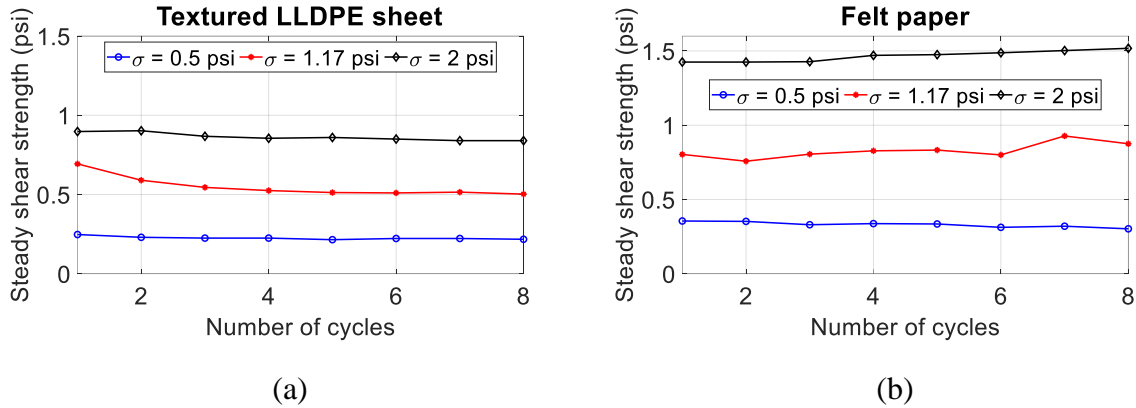 Textured LLDPE sheet
Steady shear strength (psi)
1.5
1
0.5
0
σ = 0.5 psi σ = 1.17 psi σ = 2 psi
2 4 6 8
Number of cycles
(a)
Felt paper
Steady shear strength (psi)
1.5
1
0.5
0
σ = 0.5 psi σ = 1.17 psi σ = 2 psi
2 4 6 8
Number of cycles
(b)